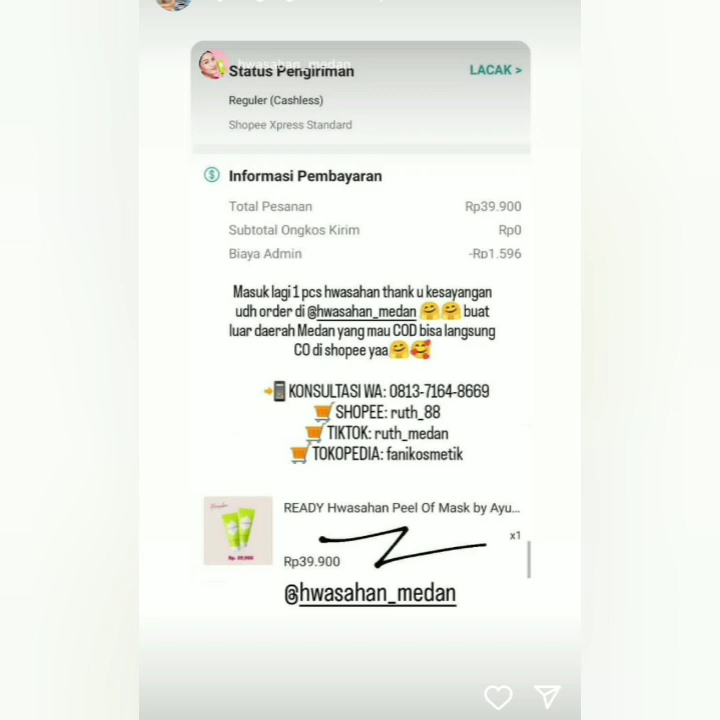 hwasahan_medan
Status Pengiriman
LACAK >
Reguler (Cashless)
Shopee Xpress Standard
Informasi Pembayaran
Total Pesanan Rp39.900
Subtotal Ongkos Kirim Rp0
Biaya Admin -Rp1.596
Masuk lagi 1 pcs hwasahan thank u kesayangan
udh order di @hwasahan_medan 🤗🤗 buat
luar daerah Medan yang mau COD bisa langsung
CO di shopee yaa🤗🥰
📲KONSULTASI WA: 0813-7164-8669
🛒SHOPEE: ruth_88
🛒TIKTOK: ruth_medan
🛒TOKOPEDIA: fanikosmetik
READY Hwasahan Peel Of Mask by Ayu...
x1
Rp. 39,900
Rp39.900
@hwasahan_medan